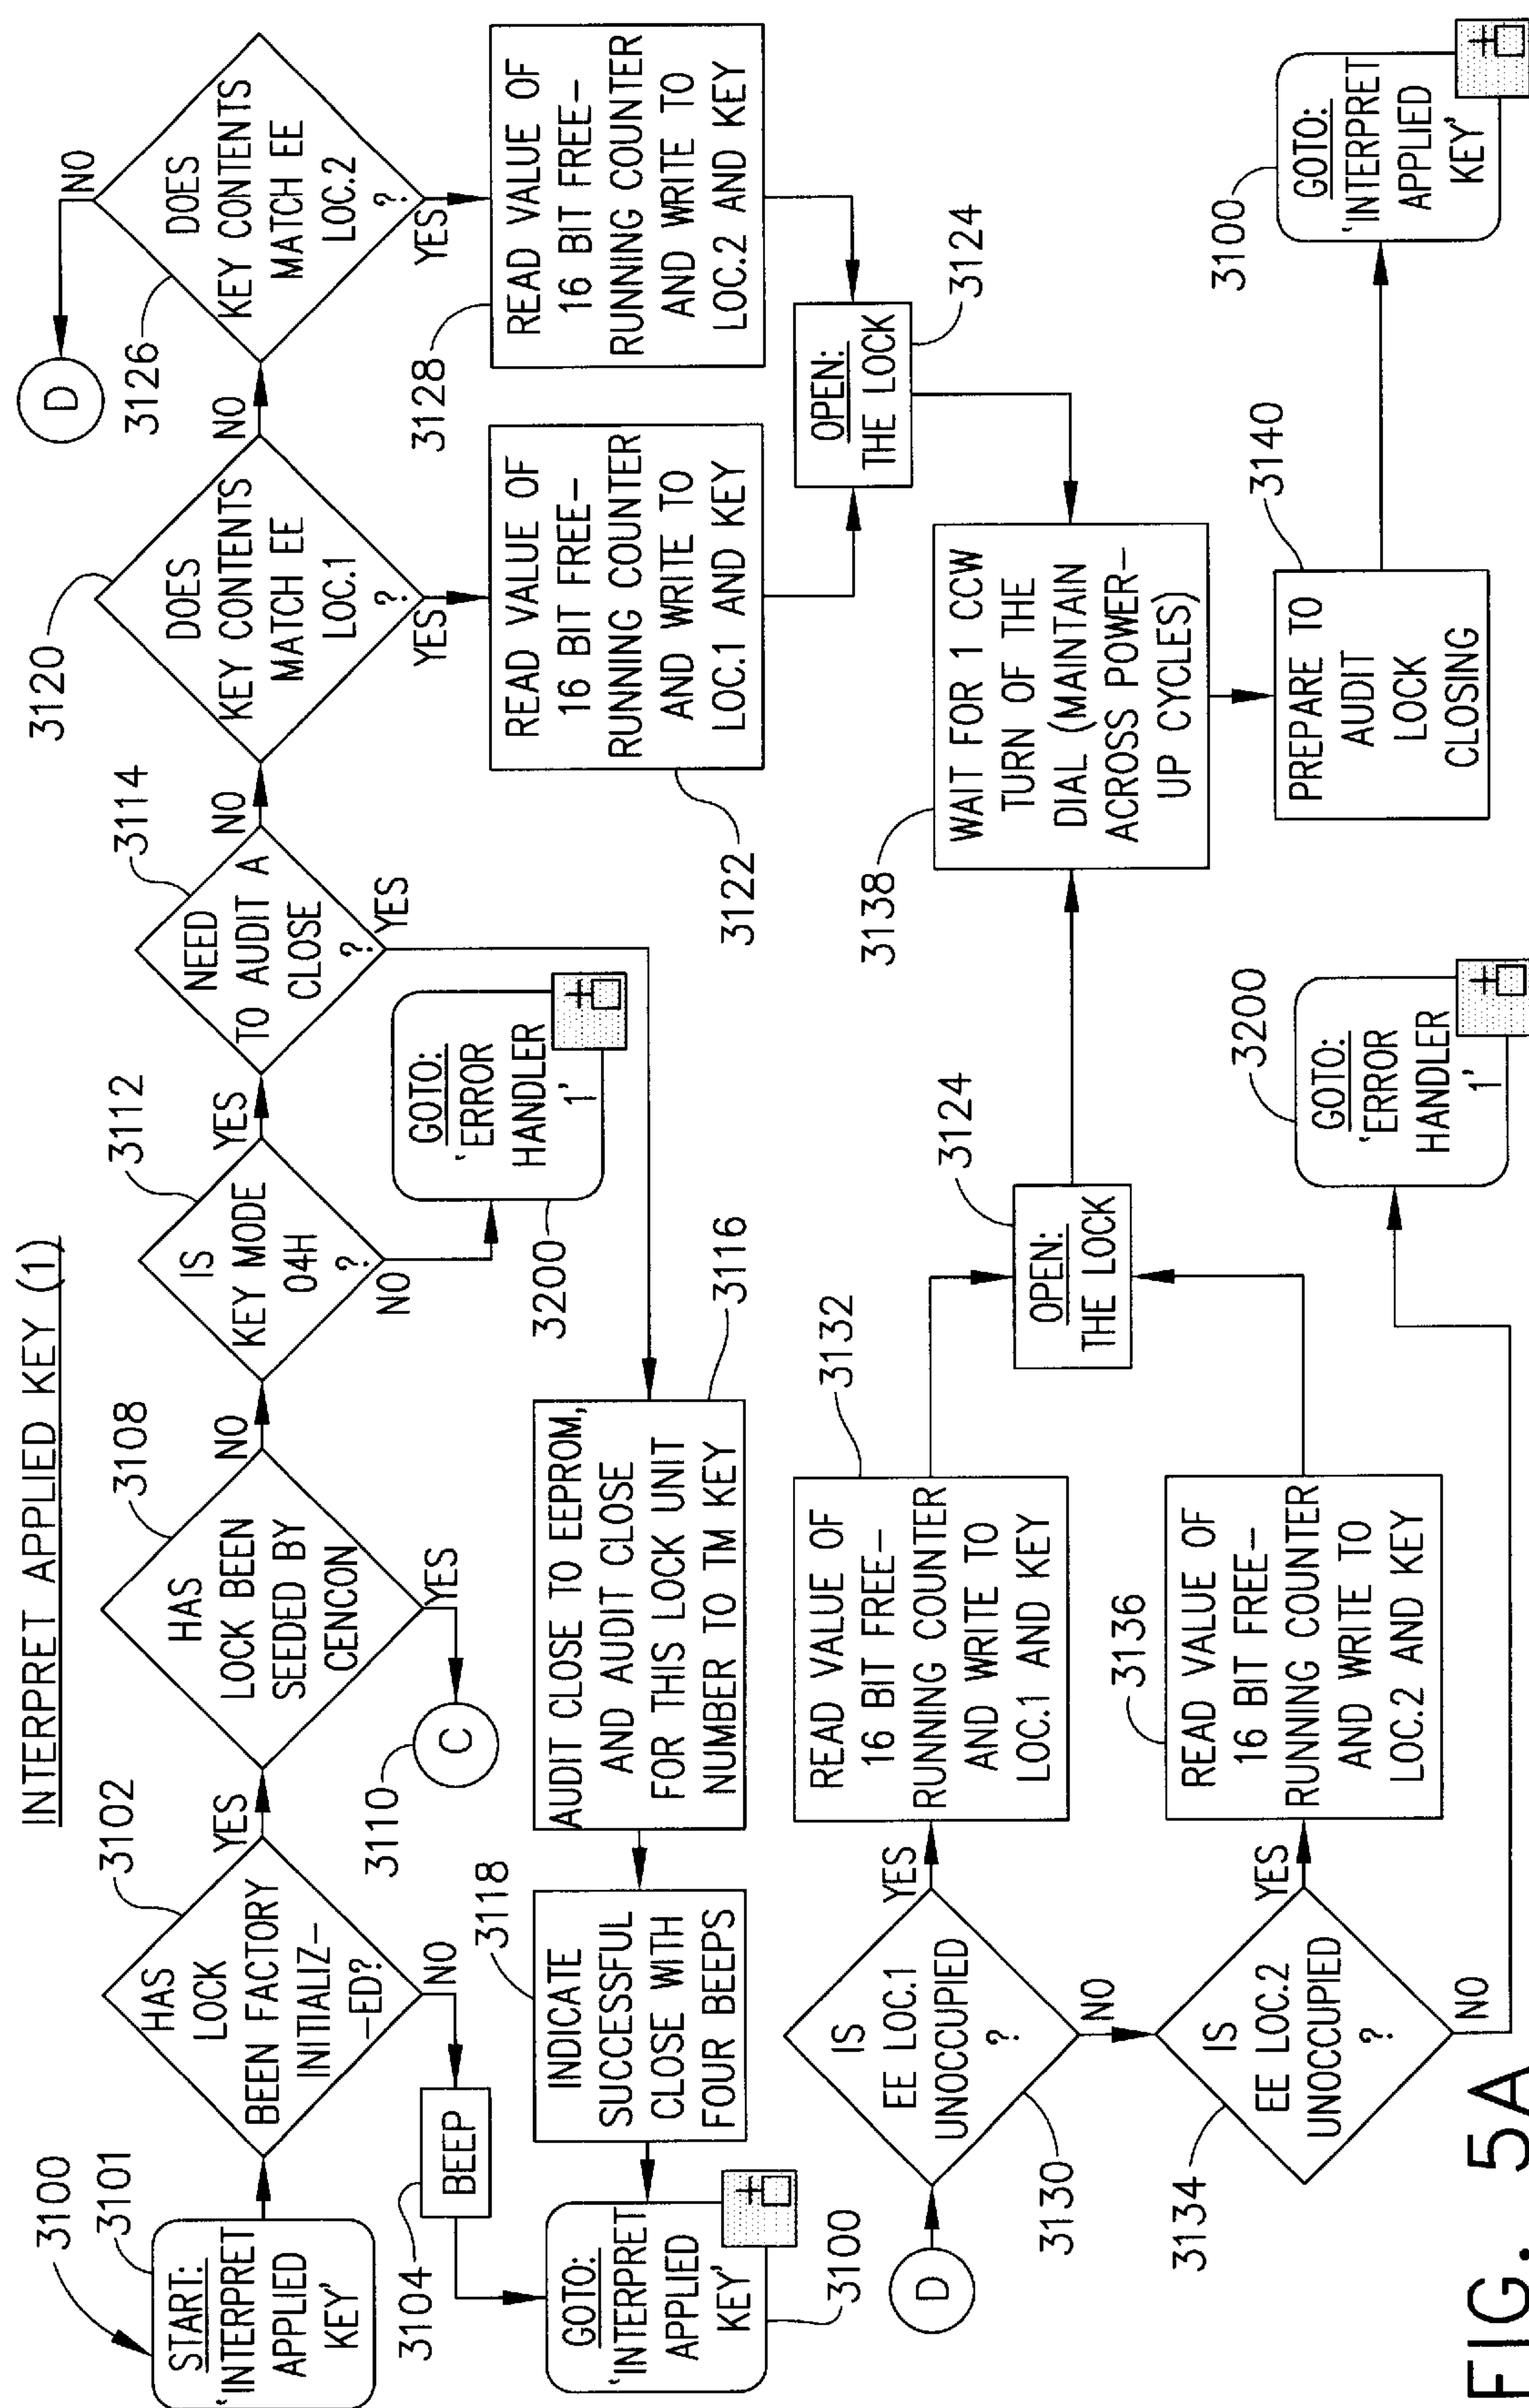 INTERPRET APPLIED KEY (1)
3100
3101
START:
'INTERPRET
APPLIED
KEY'
3102
HAS
LOCK
BEEN FACTORY
INITIALIZ-
-ED?
YES
NO
3104
BEEP
GOTO:
'INTERPRET
APPLIED
KEY'
3100
3108
HAS
LOCK BEEN
SEEDED BY
CENCON
NO
YES
3110
C
3112
IS
KEY MODE
04H
?
YES
NO
GOTO:
'ERROR
HANDLER
1'
3200
3114
NEED
TO AUDIT A
CLOSE
?
NO
YES
3116
AUDIT CLOSE TO EEPROM,
AND AUDIT CLOSE
FOR THIS LOCK UNIT
NUMBER TO TM KEY
3118
INDICATE
SUCCESSFUL
CLOSE WITH
FOUR BEEPS
3120
DOES
KEY CONTENTS
MATCH EE
LOC.1
?
NO
YES
READ VALUE OF
16 BIT FREE-
RUNNING COUNTER
AND WRITE TO
LOC.1 AND KEY
3122
3126
DOES
KEY CONTENTS
MATCH EE
LOC.2
?
NO
D
YES
3128
READ VALUE OF
16 BIT FREE-
RUNNING COUNTER
AND WRITE TO
LOC.2 AND KEY
OPEN:
THE LOCK
3124
D
3130
IS
EE LOC.1
UNOCCUPIED
?
YES
NO
3132
READ VALUE OF
16 BIT FREE-
RUNNING COUNTER
AND WRITE TO
LOC.1 AND KEY
3134
IS
EE LOC.2
UNOCCUPIED
?
YES
NO
3136
READ VALUE OF
16 BIT FREE-
RUNNING COUNTER
AND WRITE TO
LOC.2 AND KEY
3124
OPEN:
THE LOCK
3200
GOTO:
'ERROR
HANDLER
1'
3138
WAIT FOR 1 CCW
TURN OF THE
DIAL (MAINTAIN
ACROSS POWER-
UP CYCLES)
3140
PREPARE TO
AUDIT
LOCK
CLOSING
3100
GOTO:
'INTERPRET
APPLIED
KEY'
FIG. 5A